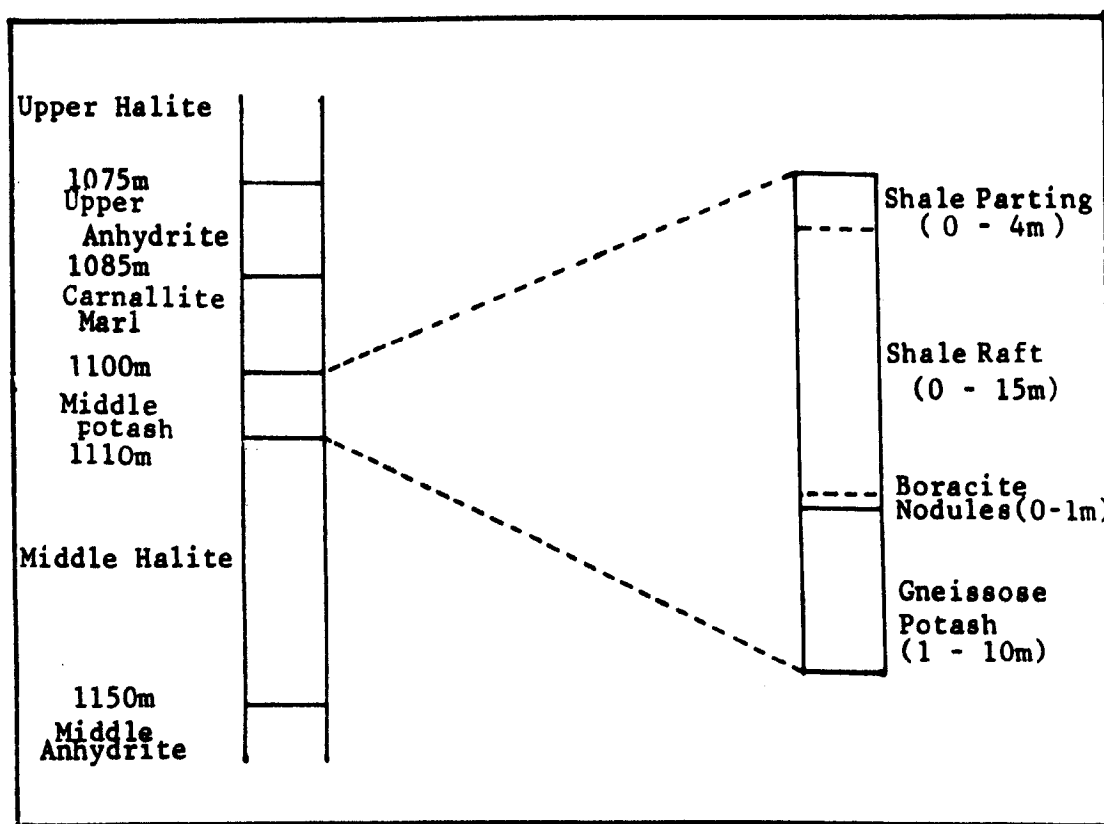 Upper Halite
1075m
Upper
Anhydrite
1085m
Carnallite
Marl
1100m
Middle
potash
1110m
Middle Halite
1150m
Middle
Anhydrite
Shale Parting
(0 - 4m)
Shale Raft
(0 - 15m)
Boracite
Nodules(0-1m)
Gneissose
Potash
(1 - 10m)